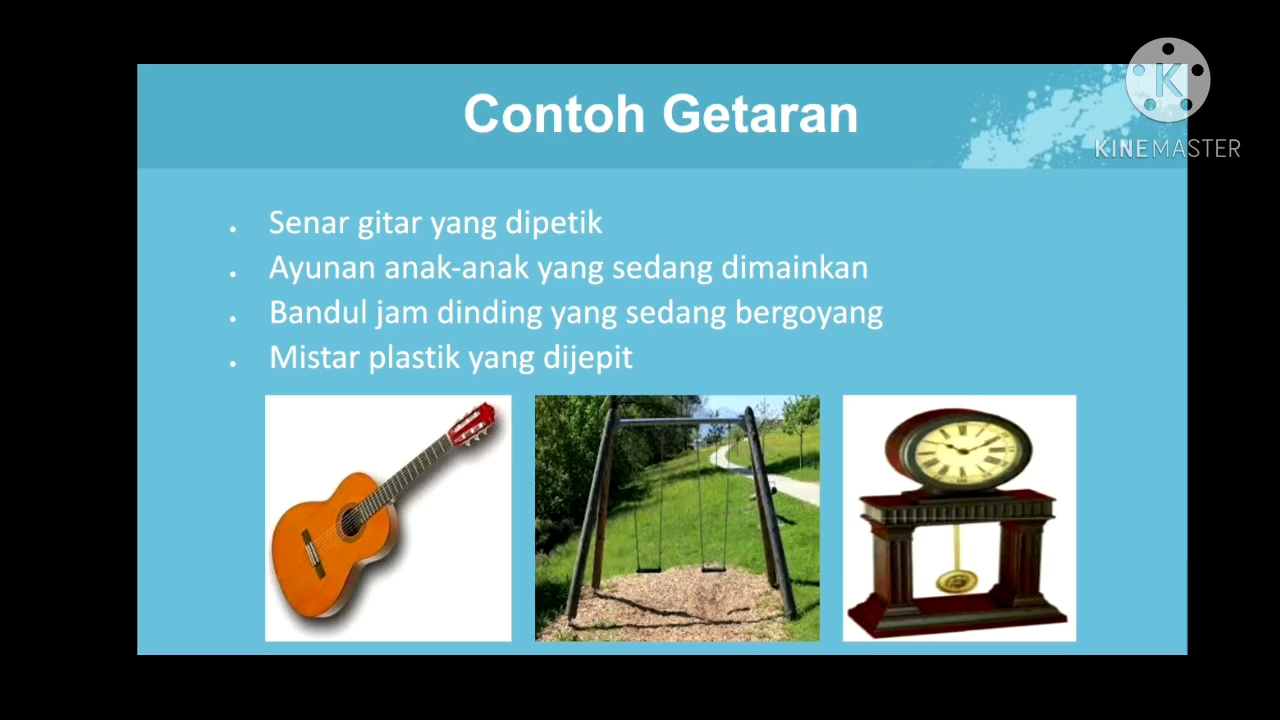 Contoh Getaran
K
KINEMASTER
Senar gitar yang dipetik
Ayunan anak-anak yang sedang dimainkan
Bandul jam dinding yang sedang bergoyang
Mistar plastik yang dijepit